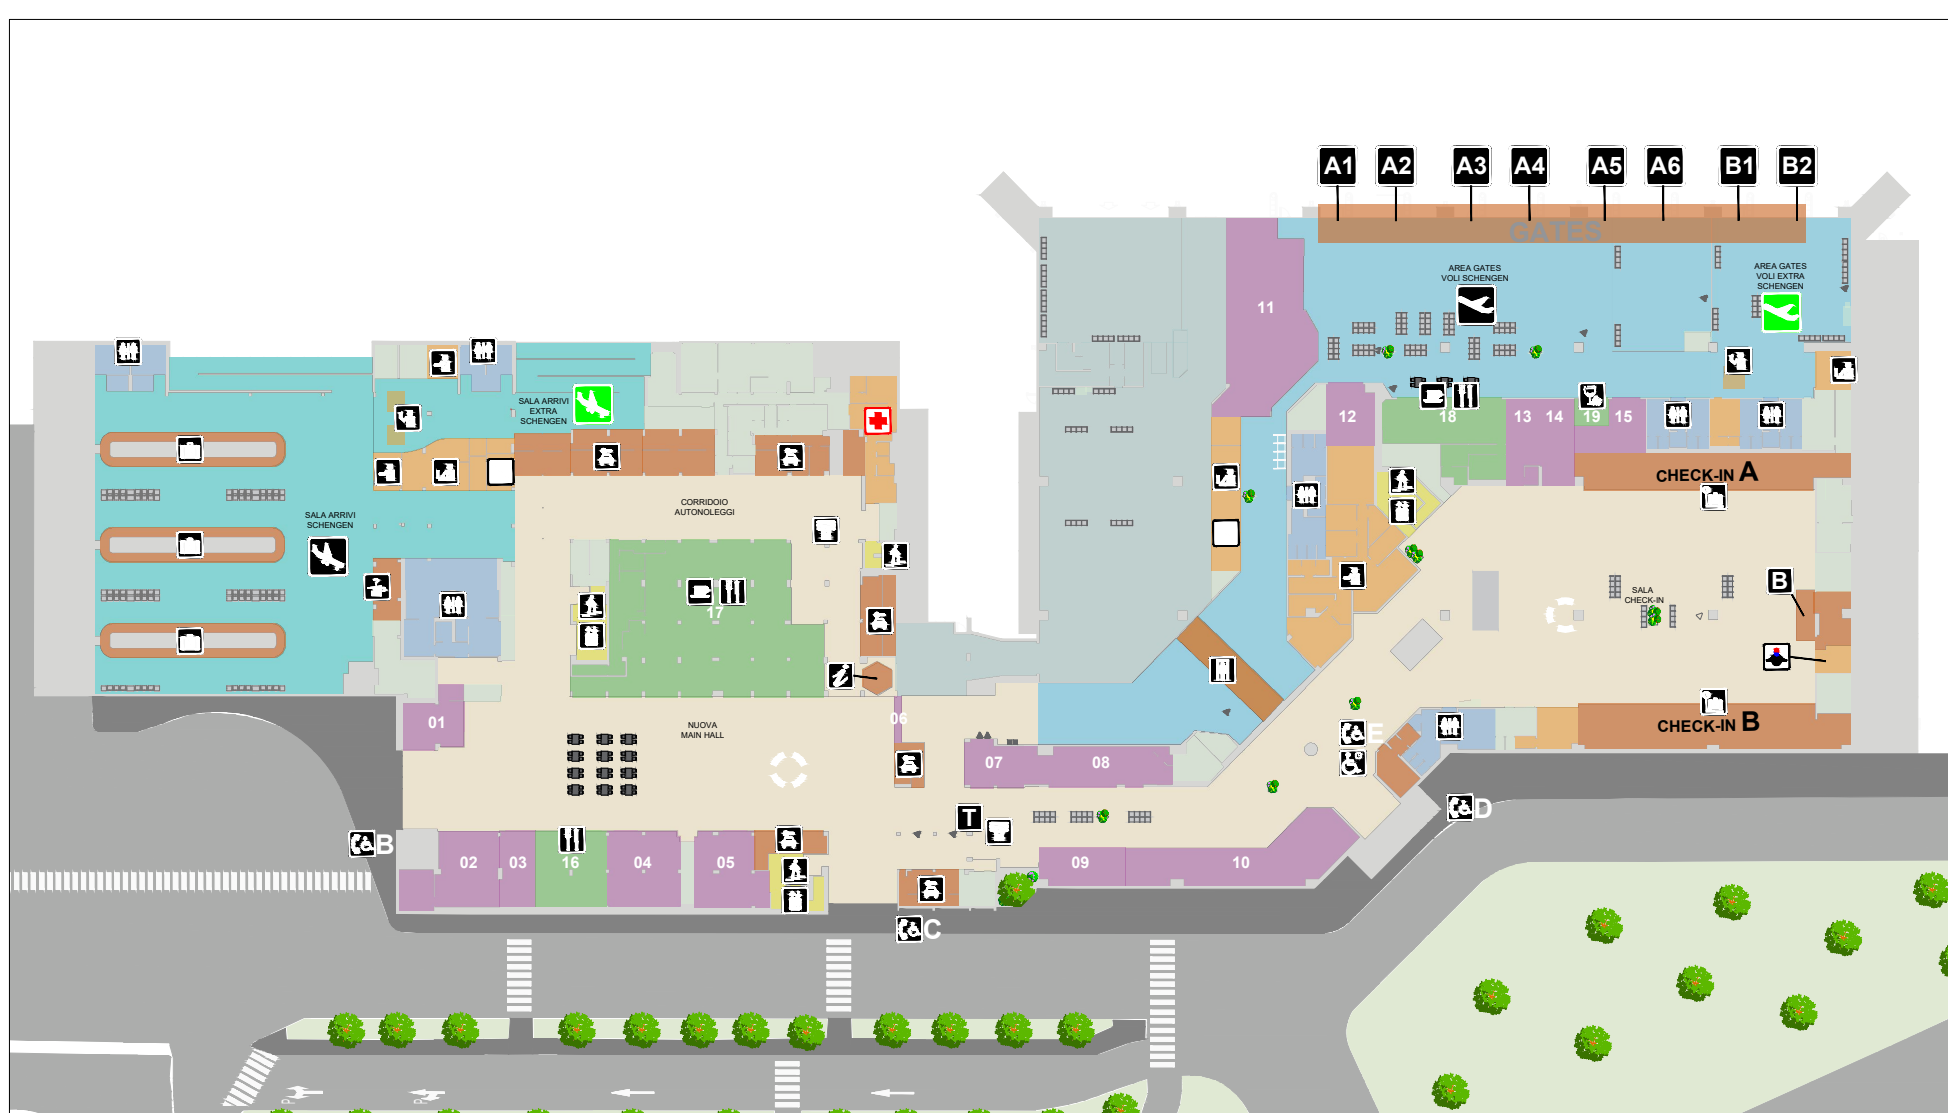 A1 A2 A3 A4 A5 A6 B1 B2
GATES
AREA GATES
VOLI SCHENGEN
AREA GATES
VOLI EXTRA
SCHENGEN
11
SALA ARRIVI
EXTRA
SCHENGEN
12
18
13
14
19
15
CHECK-IN A
CORRIDOIO
AUTONOLEGGI
SALA ARRIVI
SCHENGEN
17
SALA
CHECK-IN
B
i
01
NUOVA
MAIN HALL
06
07
08
E
CHECK-IN B
T
D
B
02
03
16
04
05
09
10
C
P
P